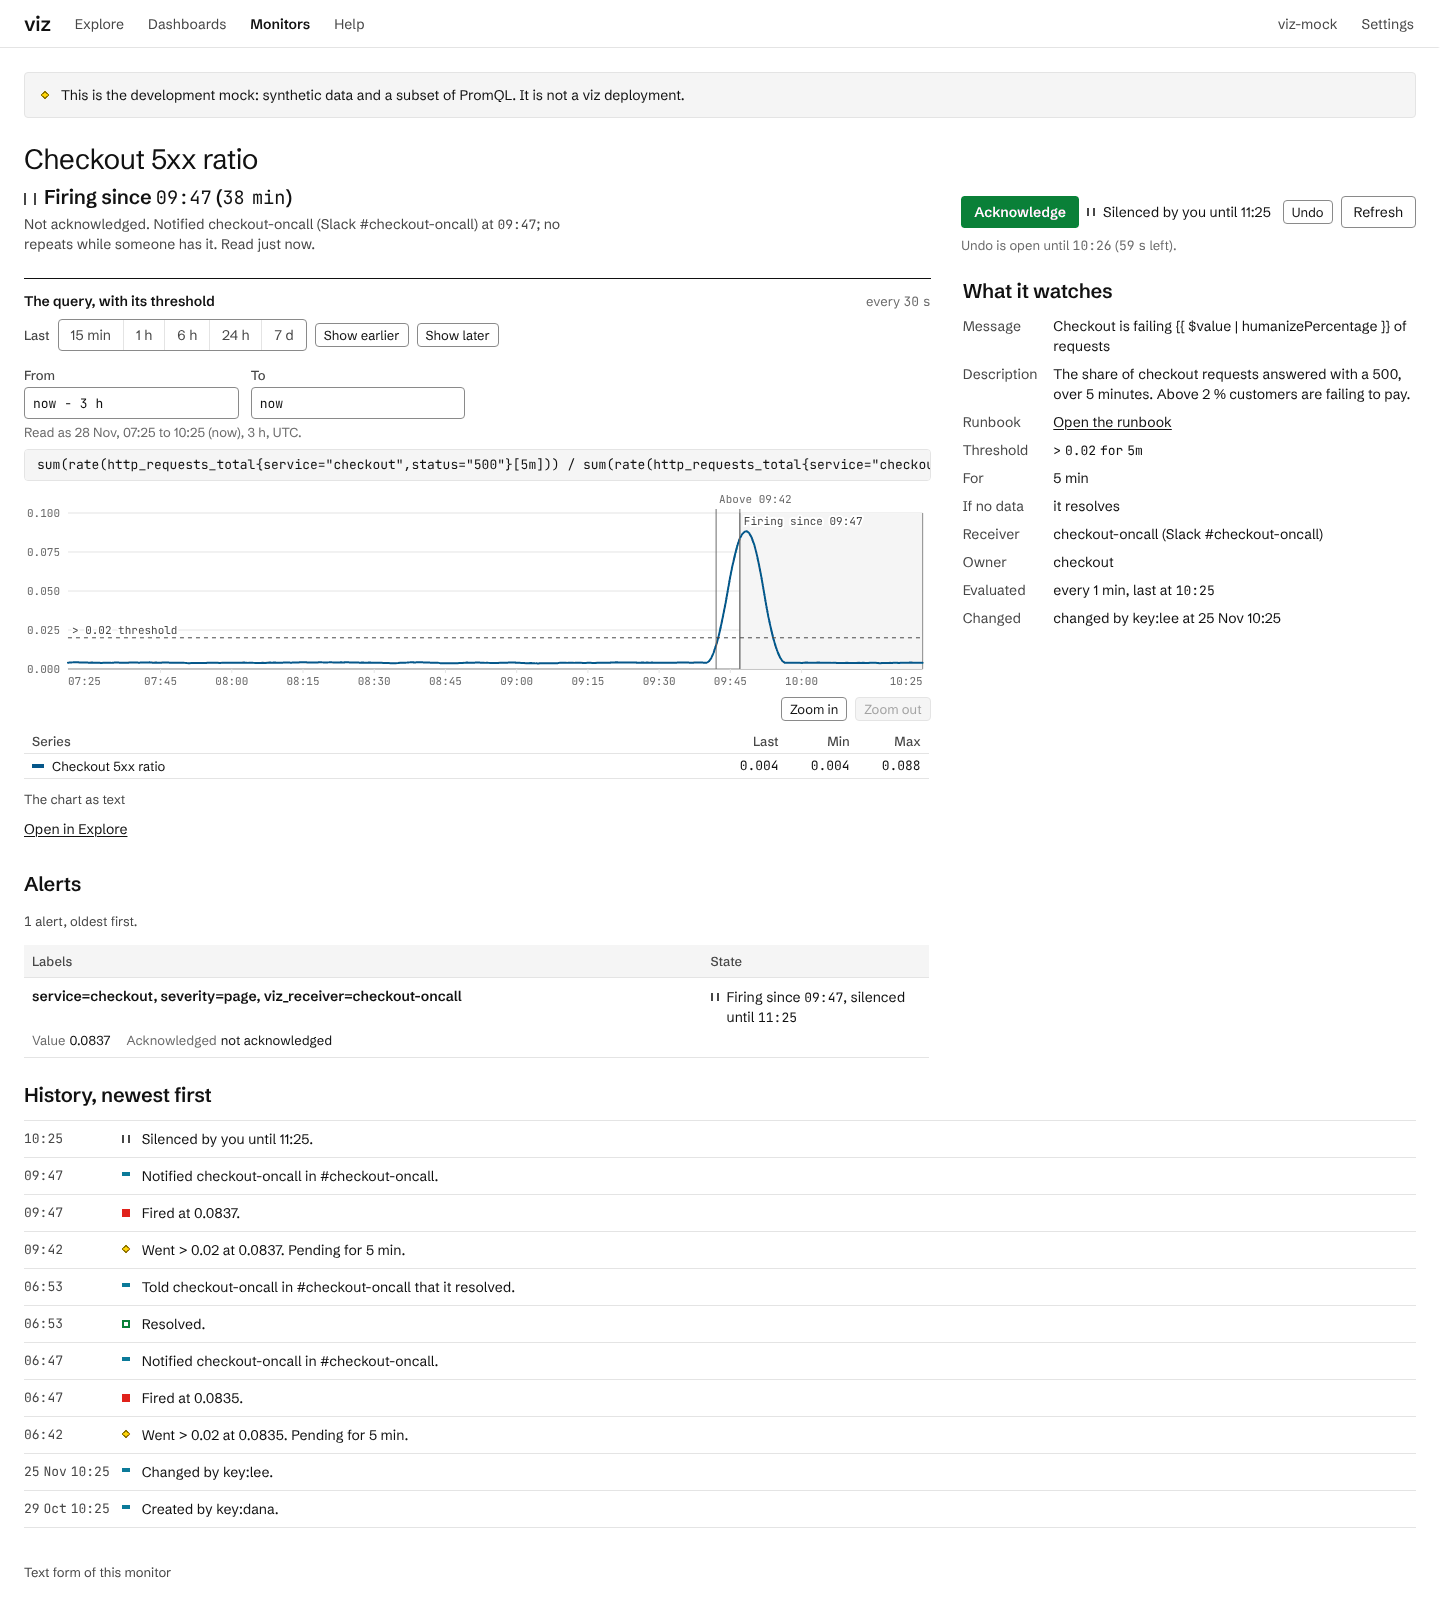 viz Explore Dashboards Monitors Help viz-mock Settings
This is the development mock: synthetic data and a subset of PromQL. It is not a viz deployment.
Checkout 5xx ratio
Firing since 09:47 (38 min)
Not acknowledged. Notified checkout-oncall (Slack #checkout-oncall) at 09:47; no
repeats while someone has it. Read just now.
Acknowledge Silenced by you until 11:25 Undo Refresh
Undo is open until 10:26 (59 s left).
The query, with its threshold every 30 s
Last 15 min 1 h 6 h 24 h 7 d Show earlier Show later
From To
now - 3 h now
Read as 28 Nov, 07:25 to 10:25 (now), 3 h, UTC.
sum(rate(http_requests_total{service="checkout",status="500"}[5m])) / sum(rate(http_requests_total{service="checkou
Above 09:42
Firing since 09:47
0.100
0.075
0.050
0.025 > 0.02 threshold
0.000
07:25 07:45 08:00 08:15 08:30 08:45 09:00 09:15 09:30 09:45 10:00 10:25
Zoom in Zoom out
Series Last Min Max
Checkout 5xx ratio 0.004 0.004 0.088
The chart as text
Open in Explore
What it watches
Message Checkout is failing {{ $value | humanizePercentage }} of
requests
Description The share of checkout requests answered with a 500,
over 5 minutes. Above 2 % customers are failing to pay.
Runbook Open the runbook
Threshold > 0.02 for 5m
For 5 min
If no data it resolves
Receiver checkout-oncall (Slack #checkout-oncall)
Owner checkout
Evaluated every 1 min, last at 10:25
Changed changed by key:lee at 25 Nov 10:25
Alerts
1 alert, oldest first.
Labels State
service=checkout, severity=page, viz_receiver=checkout-oncall Firing since 09:47, silenced
until 11:25
Value 0.0837 Acknowledged not acknowledged
History, newest first
10:25 Silenced by you until 11:25.
09:47 Notified checkout-oncall in #checkout-oncall.
09:47 Fired at 0.0837.
09:42 Went > 0.02 at 0.0837. Pending for 5 min.
06:53 Told checkout-oncall in #checkout-oncall that it resolved.
06:53 Resolved.
06:47 Notified checkout-oncall in #checkout-oncall.
06:47 Fired at 0.0835.
06:42 Went > 0.02 at 0.0835. Pending for 5 min.
25 Nov 10:25 Changed by key:lee.
29 Oct 10:25 Created by key:dana.
Text form of this monitor